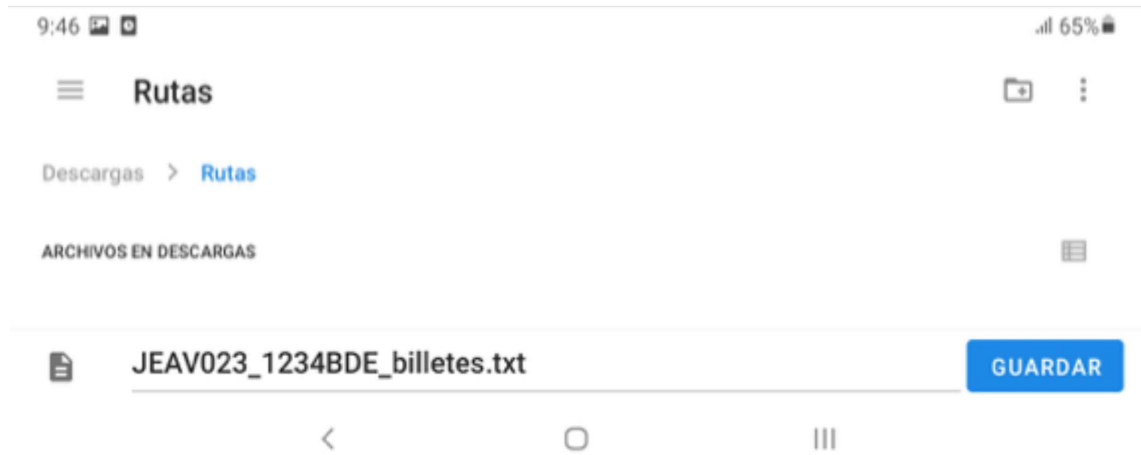 9:46 65%
Rutas
Descargas > Rutas
ARCHIVOS EN DESCARGAS
JEAV023_1234BDE_billetes.txt GUARDAR